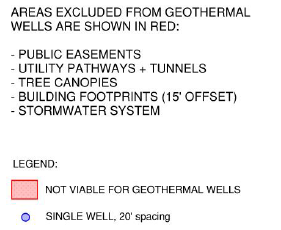 AREAS EXCLUDED FROM GEOTHERMAL
WELLS ARE SHOWN IN RED:
- PUBLIC EASEMENTS
- UTILITY PATHWAYS + TUNNELS
- TREE CANOPIES
- BUILDING FOOTPRINTS (15' OFFSET)
- STORMWATER SYSTEM
LEGEND:
NOT VIABLE FOR GEOTHERMAL WELLS
SINGLE WELL, 20' spacing